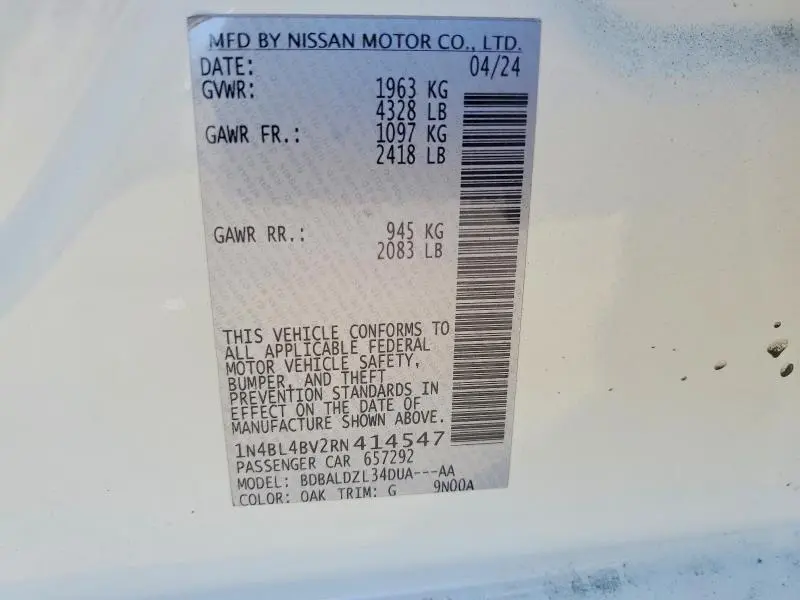 MFD BY NISSAN MOTOR CO., LTD.
DATE: 04/24
GVWR: 1963 KG
4328 LB
GAWR FR.: 1097 KG
2418 LB
GAWR RR.: 945 KG
2083 LB
THIS VEHICLE CONFORMS TO
ALL APPLICABLE FEDERAL
MOTOR VEHICLE SAFETY,
BUMPER, AND THEFT
PREVENTION STANDARDS IN
EFFECT ON THE DATE OF
MANUFACTURE SHOWN ABOVE.
1N4BL4BV2RN414547
PASSENGER CAR 657292
MODEL: BDBALDZL34DUA---AA
COLOR: QAK TRIM: G 9N00A